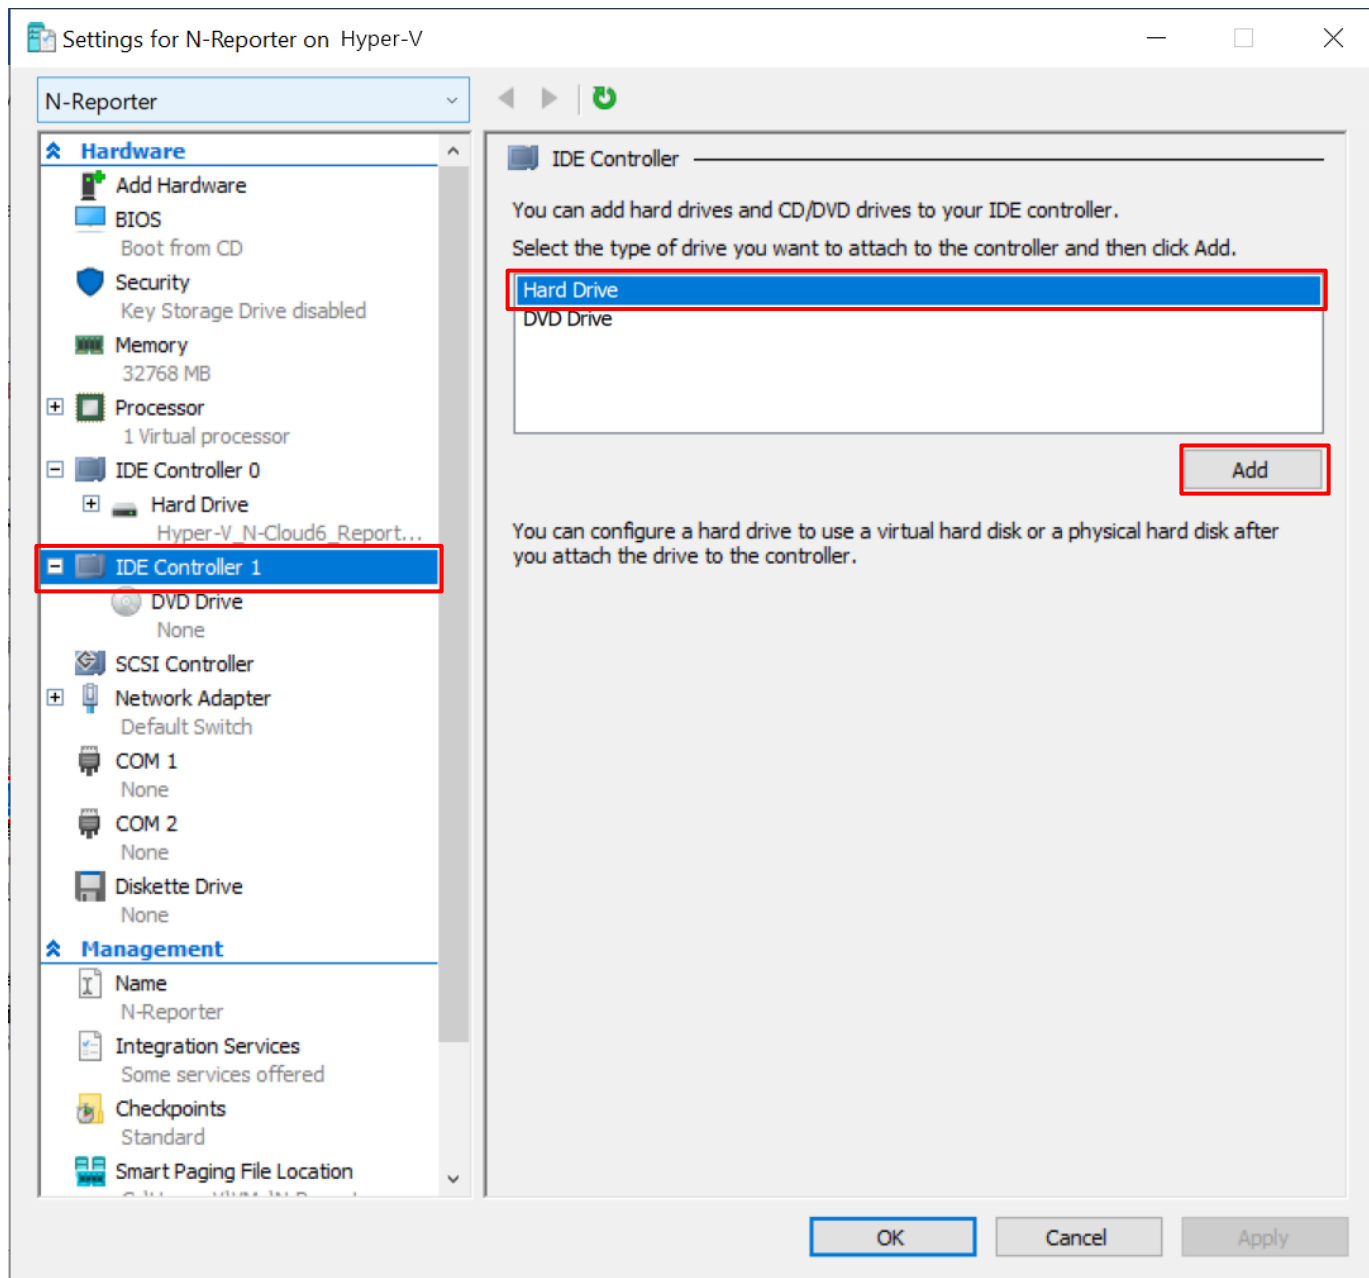 Settings for N-Reporter on Hyper-V
N-Reporter
Hardware
Add Hardware
BIOS
Boot from CD
Security
Key Storage Drive disabled
Memory
32768 MB
Processor
1 Virtual processor
IDE Controller 0
Hard Drive
Hyper-V_N-Cloud6_Report...
IDE Controller 1
DVD Drive
None
SCSI Controller
Network Adapter
Default Switch
COM 1
None
COM 2
None
Diskette Drive
None
Management
Name
N-Reporter
Integration Services
Some services offered
Checkpoints
Standard
Smart Paging File Location
IDE Controller
You can add hard drives and CD/DVD drives to your IDE controller.
Select the type of drive you want to attach to the controller and then click Add.
Hard Drive
DVD Drive
Add
You can configure a hard drive to use a virtual hard disk or a physical hard disk after
you attach the drive to the controller.
OK
Cancel
Apply